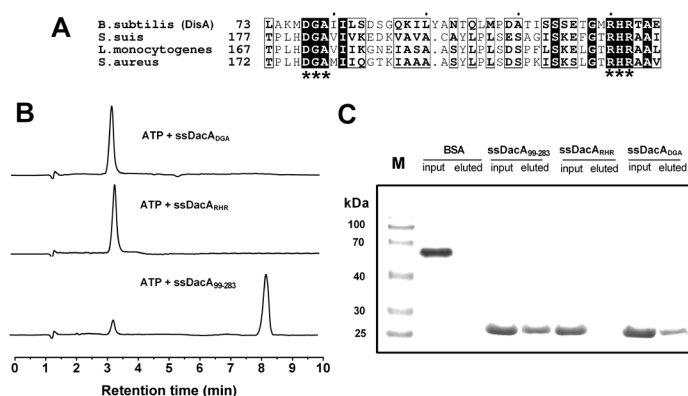 A
B.subtilis (DisA) 73 LAKMDGAIILSDSGQKILYANTQLMPDATISSSETGMRHRTAE
S.suis 177 TPLHDGAVIVKEDKVAVA.CAYLPLSESATISKEFGTRHRAAI
L.monocytogenes 167 TPLHDGAVIIKGNEIASA.ASYLPLSDSPFLSKELGTRHRAAL
S.aureus 172 TPLHDGAMIIQGTKIAAA.ASYLPLSDSPKISKSLGTRHRAAV
*** ***
B
ATP + ssDacADGA
ATP + ssDacARHR
ATP + ssDacA99-283
0 1 2 3 4 5 6 7 8 9 10
Retention time (min)
C
M BSA ssDacA99-283 ssDacARHR ssDacADGA
input eluted input eluted input eluted input eluted
kDa
100
70
40
30
25